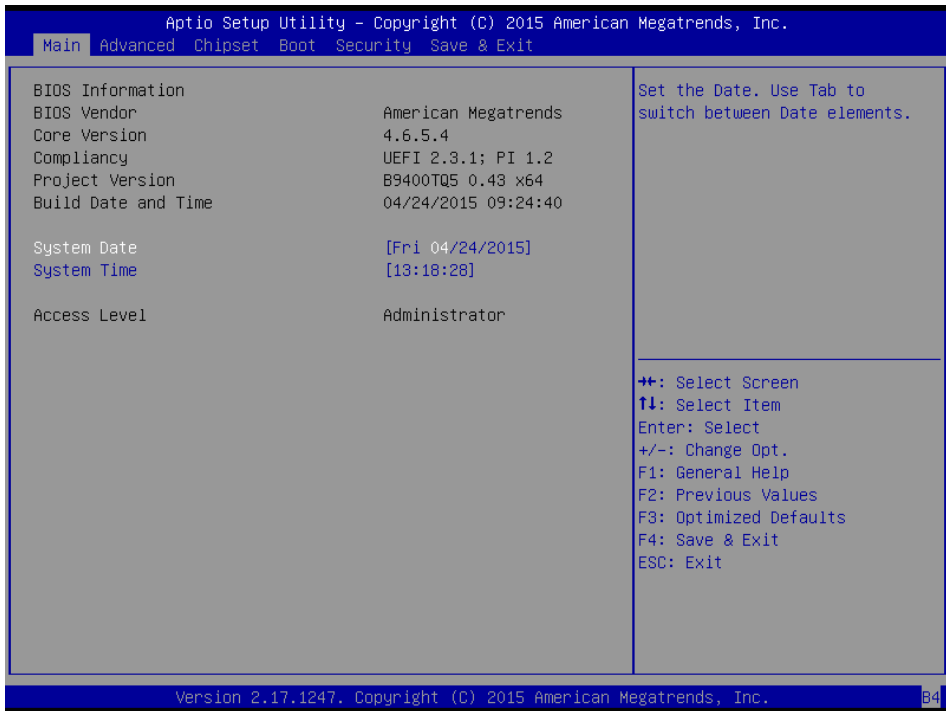 Aptio Setup Utility – Copyright (C) 2015 American Megatrends, Inc.
Main Advanced Chipset Boot Security Save & Exit
BIOS Information
BIOS Vendor American Megatrends
Core Version 4.6.5.4
Compliancy UEFI 2.3.1; PI 1.2
Project Version B9400TQ5 0.43 x64
Build Date and Time 04/24/2015 09:24:40
System Date [Fri 04/24/2015]
System Time [13:18:28]
Access Level Administrator
Set the Date. Use Tab to
switch between Date elements.
→←: Select Screen
↑↓: Select Item
Enter: Select
+/-: Change Opt.
F1: General Help
F2: Previous Values
F3: Optimized Defaults
F4: Save & Exit
ESC: Exit
Version 2.17.1247. Copyright (C) 2015 American Megatrends, Inc.
B4